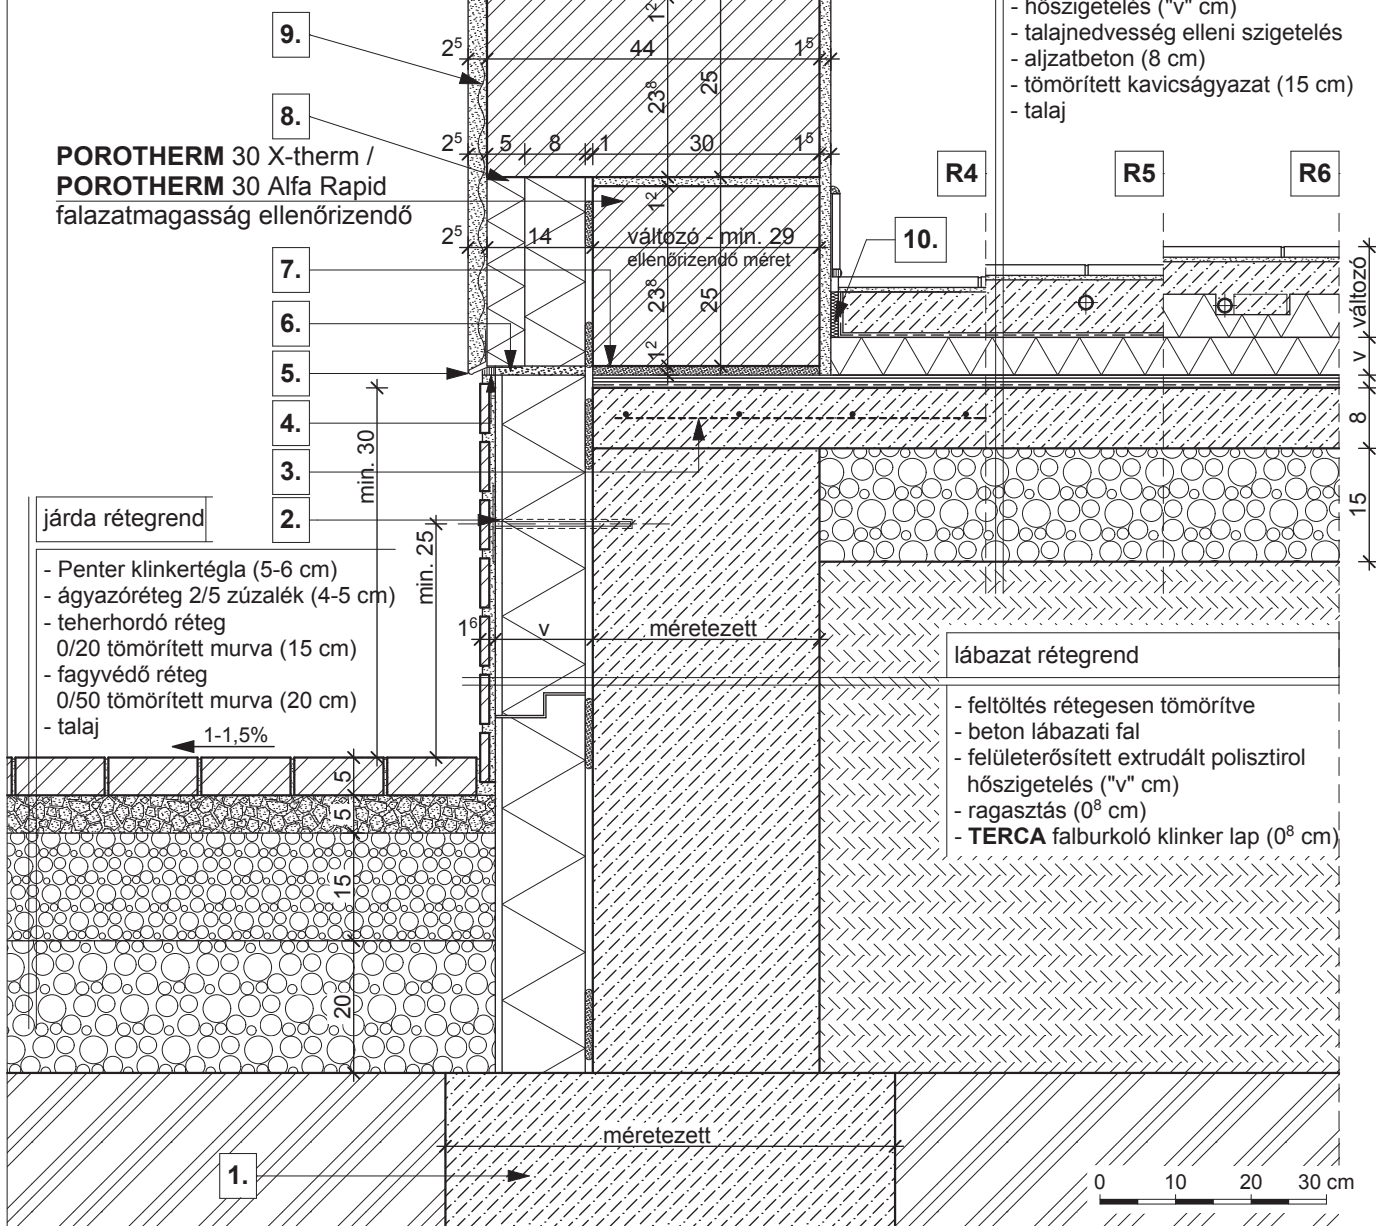 - hőszigetelés ("v" cm)
- talajnedvesség elleni szigetelés
- aljzatbeton (8 cm)
- tömörített kavicságyazat (15 cm)
- talaj
9.
2⁵ 44 1⁵
1²
23⁸
25
8.
2⁵ 5 8 1 30 1⁵
POROTHERM 30 X-therm /
POROTHERM 30 Alfa Rapid
falazatmagasság ellenőrizendő
R4 R5 R6
1²
2⁵ 14 változó - min. 29
ellenőrizendő méret
10.
7.
23⁸
25
6.
1²
5.
változó
v
8
15
4.
min. 30
3.
2.
min. 25
járda rétegrend
- Penter klinkertégla (5-6 cm)
- ágyazóréteg 2/5 zúzalék (4-5 cm)
- teherhordó réteg
0/20 tömörített murva (15 cm)
- fagyvédő réteg
0/50 tömörített murva (20 cm)
- talaj
1-1,5%
1⁶ v méretezett
lábazat rétegrend
- feltöltés rétegesen tömörítve
- beton lábazati fal
- felületerősített extrudált polisztirol
hőszigetelés ("v" cm)
- ragasztás (0⁸ cm)
- TERCA falburkoló klinker lap (0⁸ cm)
5
5
15
20
méretezett
1.
0 10 20 30 cm